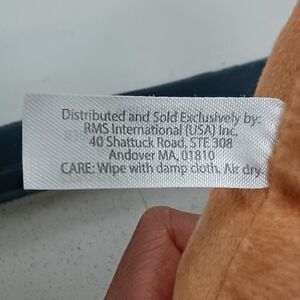 Distributed and Sold Exclusively by:
RMS International (USA) Inc.
40 Shattuck Road, STE 308
Andover MA, 01810
CARE: Wipe with damp cloth. Air dry.